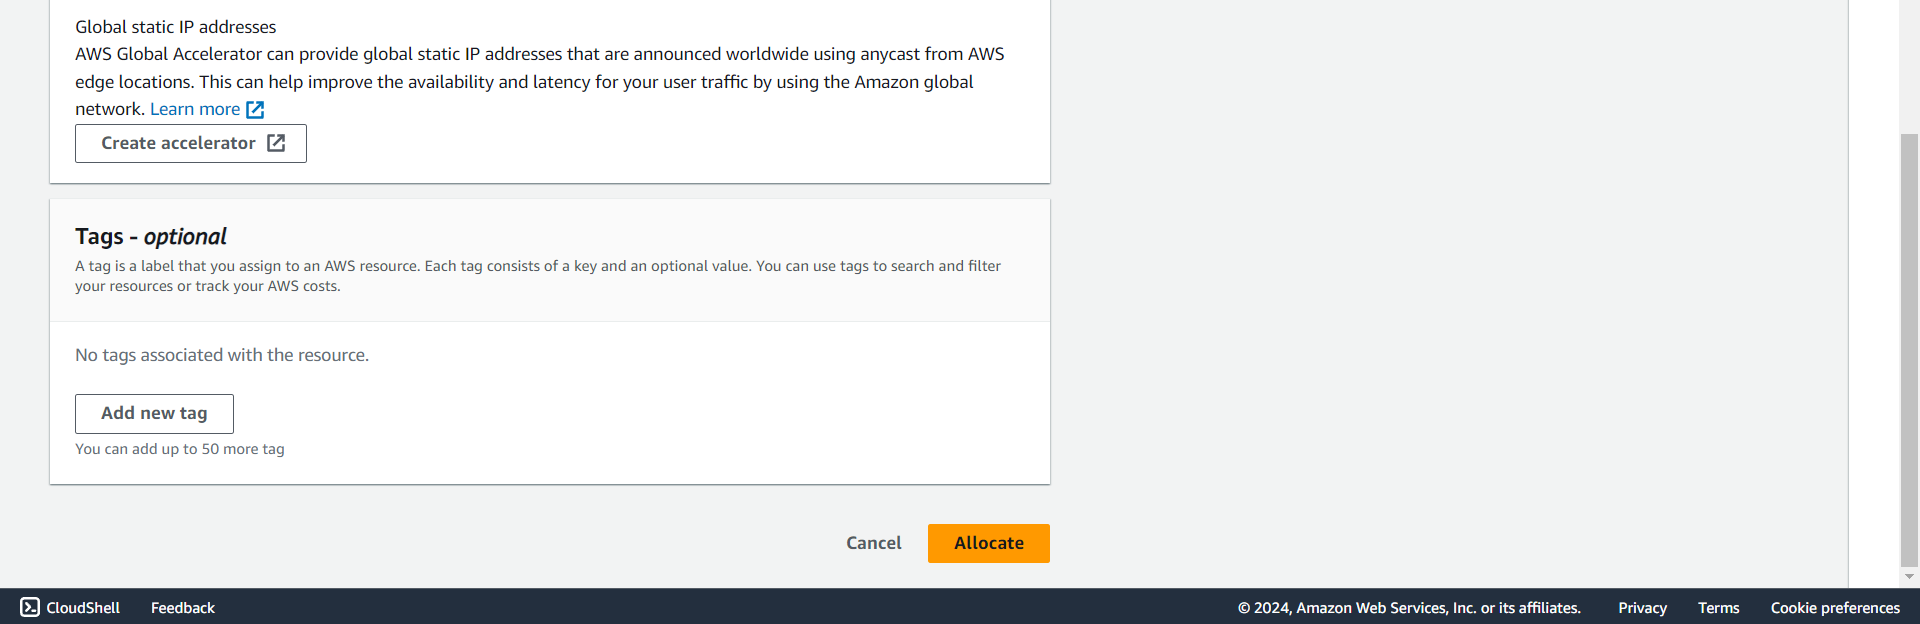 Global static IP addresses
AWS Global Accelerator can provide global static IP addresses that are announced worldwide using anycast from AWS
edge locations. This can help improve the availability and latency for your user traffic by using the Amazon global
network. Learn more
Create accelerator
Tags - optional
A tag is a label that you assign to an AWS resource. Each tag consists of a key and an optional value. You can use tags to search and filter
your resources or track your AWS costs.
No tags associated with the resource.
Add new tag
You can add up to 50 more tag
Cancel Allocate
CloudShell Feedback © 2024, Amazon Web Services, Inc. or its affiliates. Privacy Terms Cookie preferences